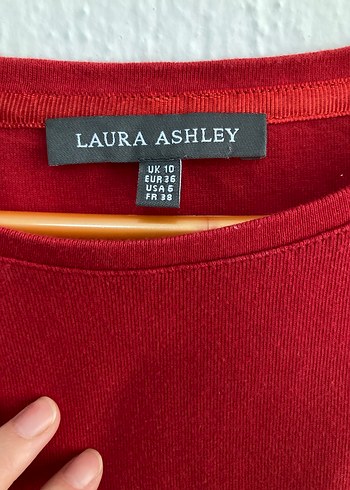 LAURA ASHLEY
UK 10
EUR 36
USA 6
FR 38